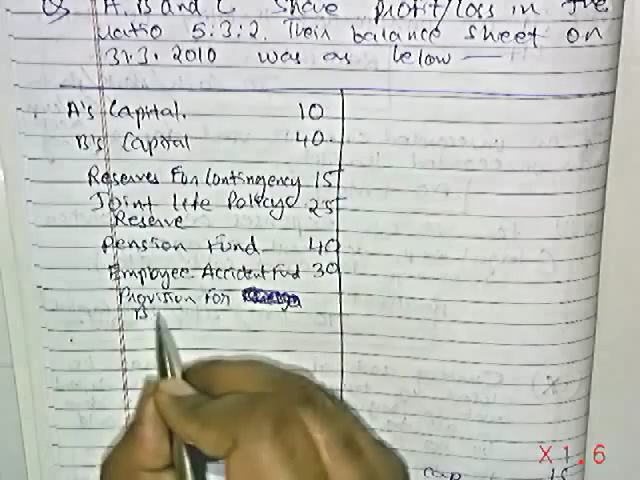 Q A, B and C Share Profit/loss in the
ratio 5:3:2. Their balance sheet on
31.3. 2010 was as below —
A's Capital. 10
B's Capital 40
Reserves For Contingency 15
Joint Life Policy 25
Reserve
Pension Fund 40
Employee Accident Fund 30
Provision For
B
X1.6